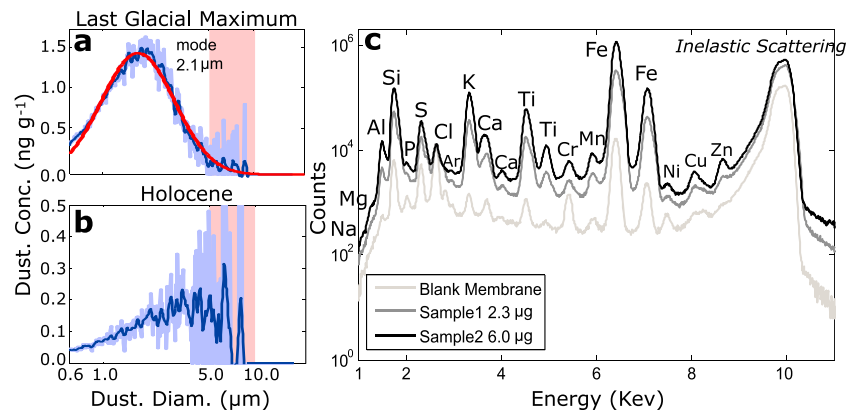 Last Glacial Maximum
a
mode
2.1µm
1.5
1.0
0.5
0.0
Dust. Conc. (ng g⁻¹)
Holocene
b
0.5
0.4
0.3
0.2
0.1
0.0
0.6 1.0 5.0 10.0
Dust. Diam. (µm)
c
Inelastic Scattering
10⁶
10⁴
10²
10⁰
Counts
Na
Mg
Al
Si
P
S
Cl
Ar
K
Ca
Ca
Ti
Ti
Cr
Mn
Fe
Fe
Ni
Cu
Zn
Blank Membrane
Sample1 2.3 µg
Sample2 6.0 µg
1 2 4 6 8 10
Energy (Kev)